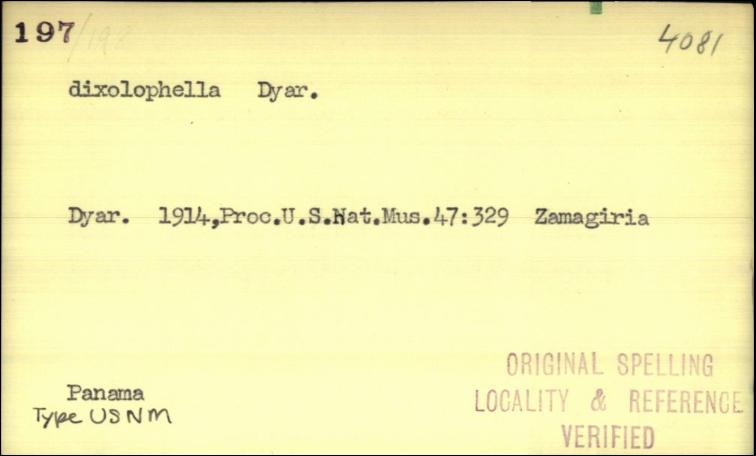 197 /198 4081
dixolophella Dyar.
Dyar. 1914,Proc.U.S.Nat.Mus.47:329 Zamagiria
ORIGINAL SPELLING
Panama LOCALITY & REFERENCE
Type USNM VERIFIED